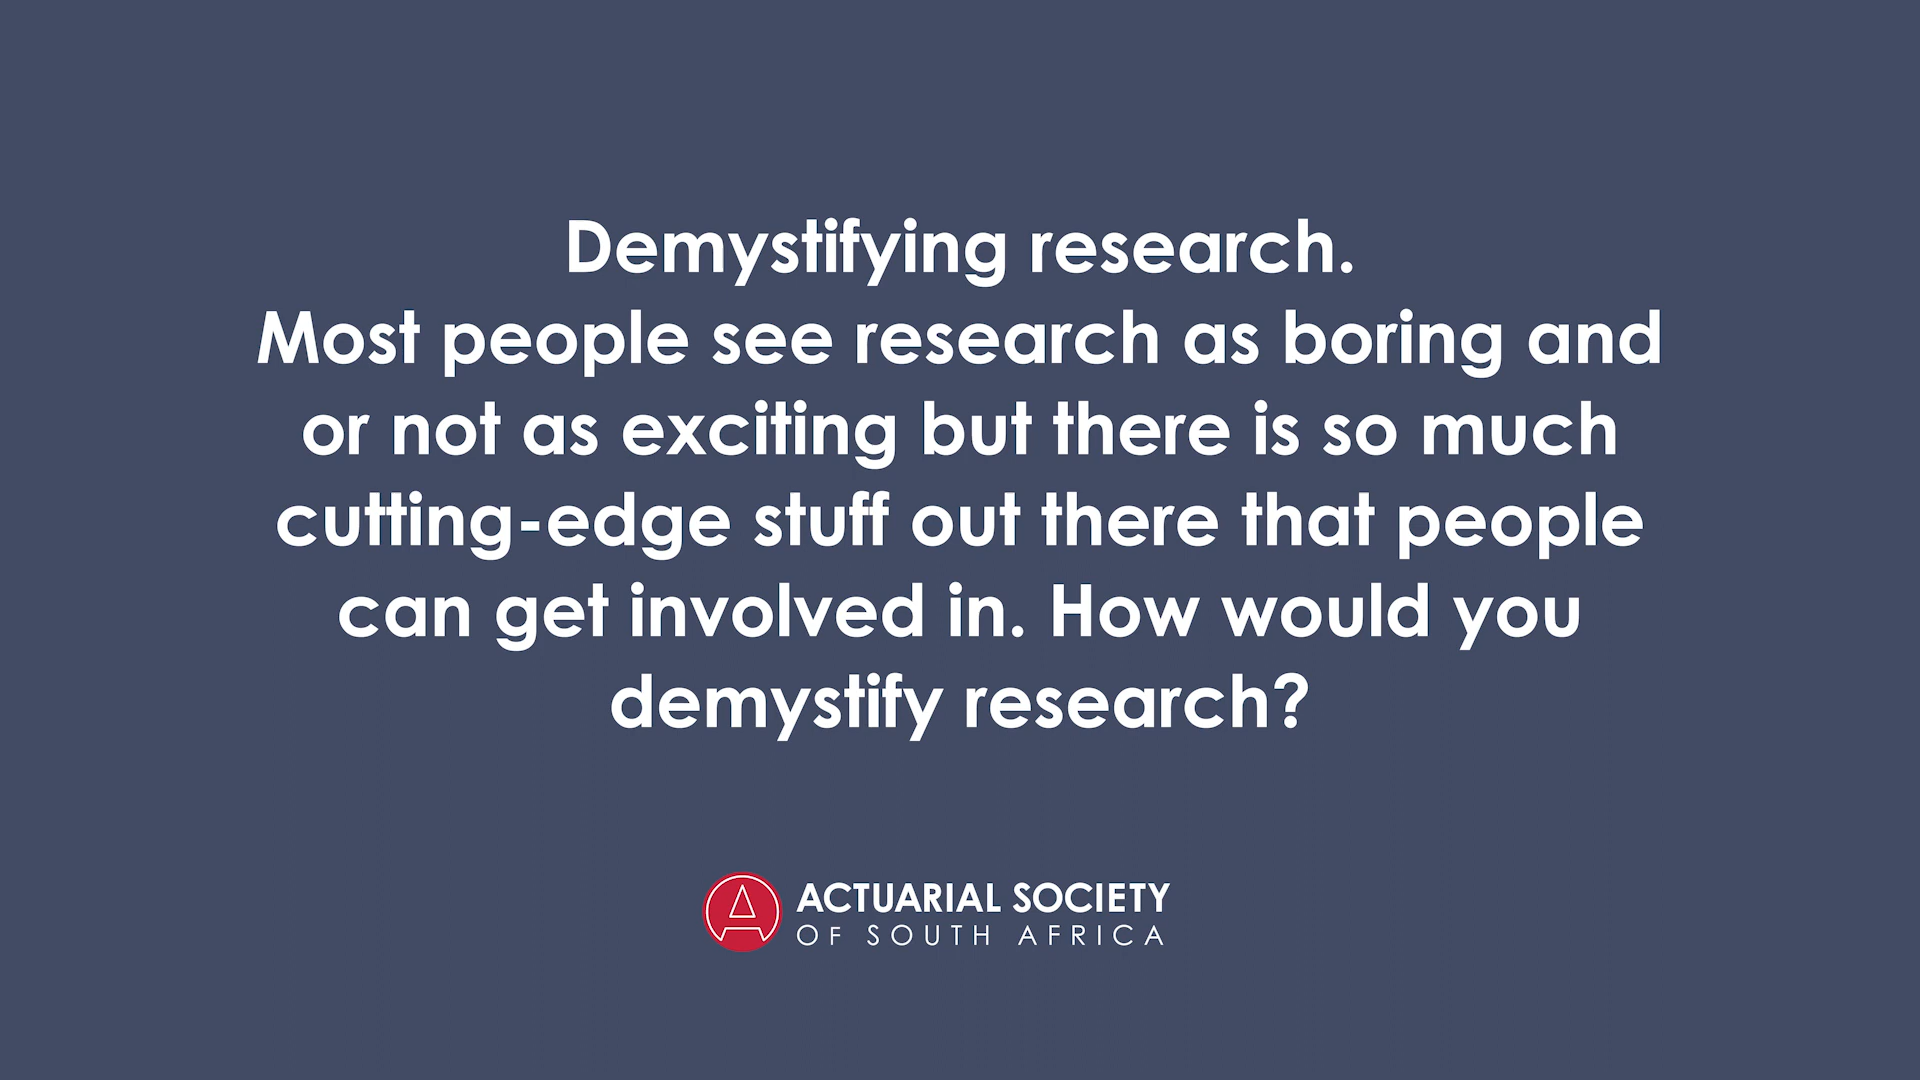 Demystifying research.
Most people see research as boring and
or not as exciting but there is so much
cutting-edge stuff out there that people
can get involved in. How would you
demystify research?
ACTUARIAL SOCIETY
OF SOUTH AFRICA